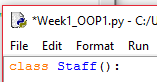 *Week1_OOP1.py - C:/U
File Edit Format Run
class Staff():